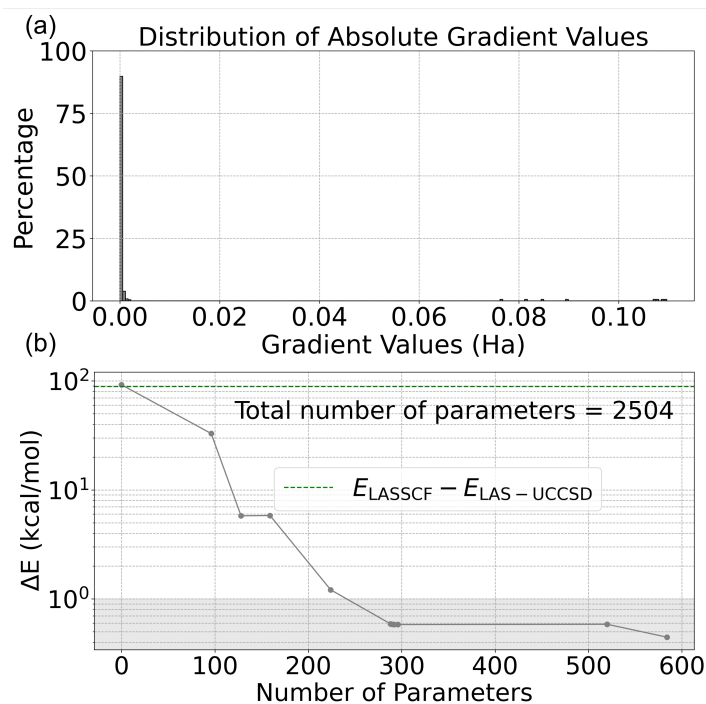 (a)
Distribution of Absolute Gradient Values
Percentage
100
75
50
25
0
0.00 0.02 0.04 0.06 0.08 0.10
Gradient Values (Ha)
(b)
ΔE (kcal/mol)
10²
10¹
10⁰
Total number of parameters = 2504
E_LASSCF − E_LAS − UCCSD
0 100 200 300 400 500 600
Number of Parameters